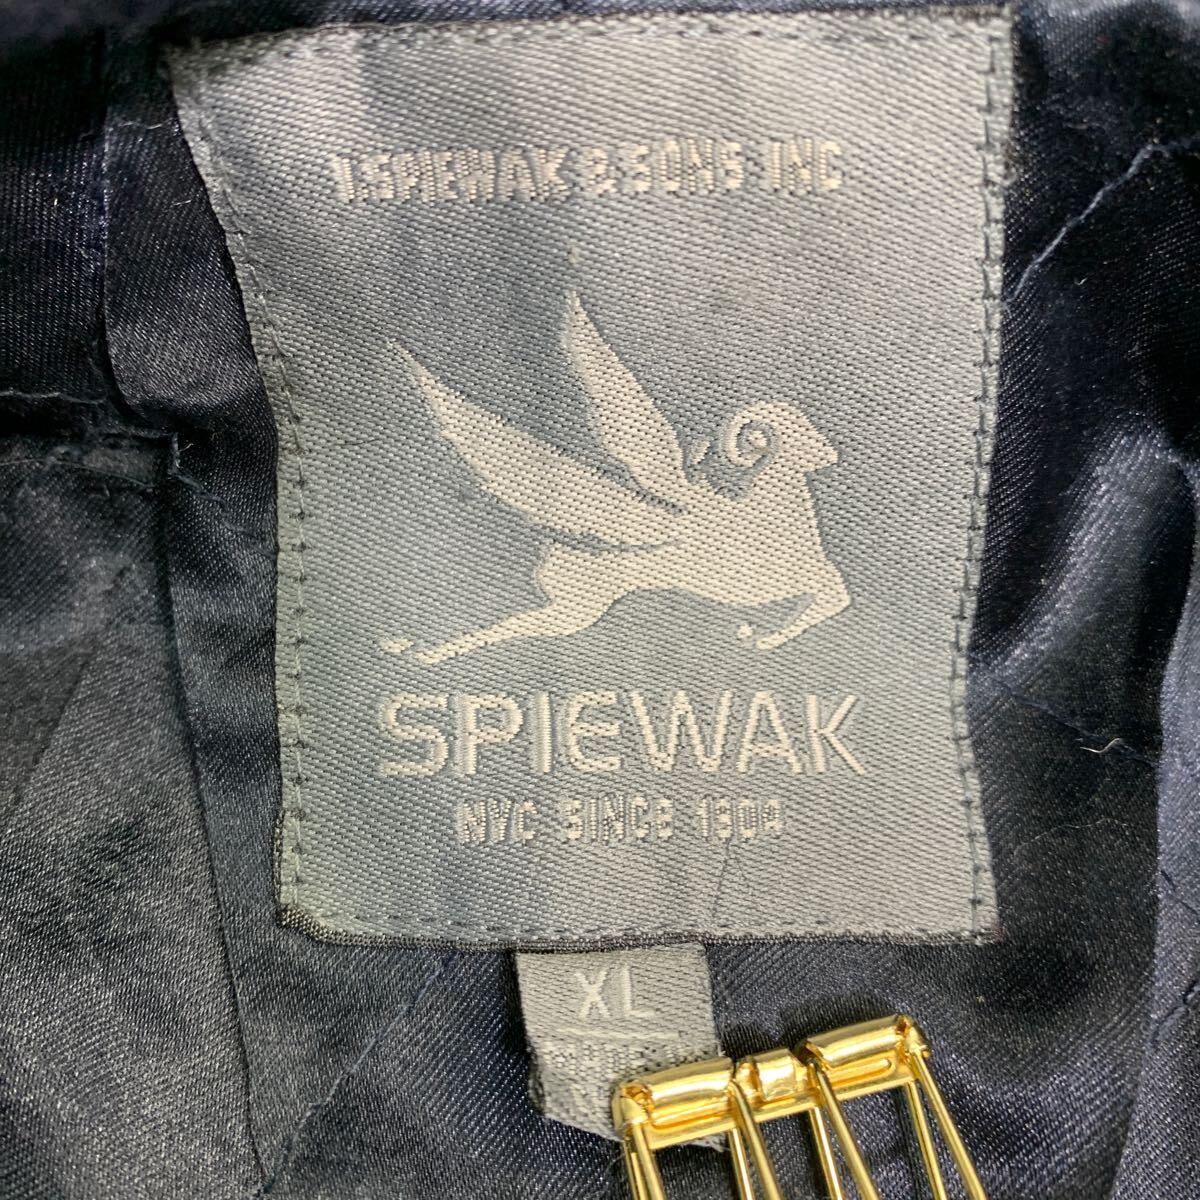 I.SPIEWAK & SONS INC
SPIEWAK
NYC SINCE 1904
XL